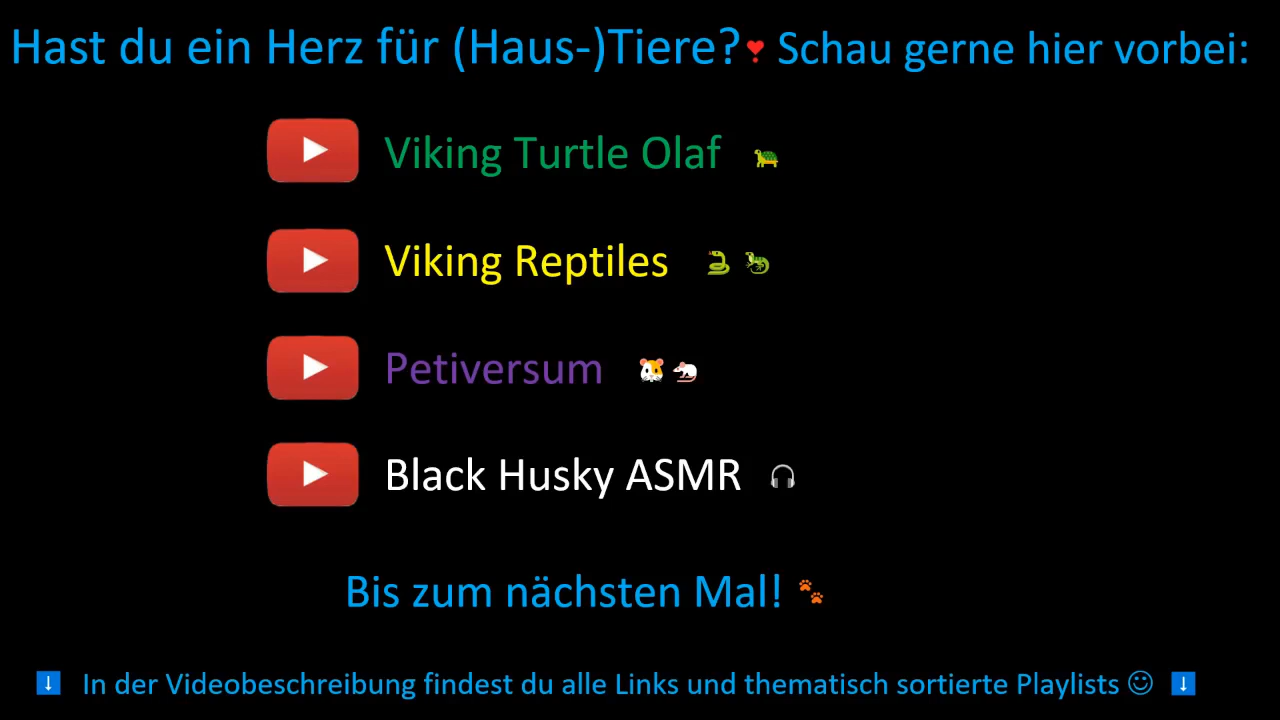 Hast du ein Herz für (Haus-)Tiere?❣ Schau gerne hier vorbei:
Viking Turtle Olaf 🐢
Viking Reptiles 🐍 🐉
Petiversum 🐹 🐁
Black Husky ASMR 🎧
Bis zum nächsten Mal! 🐾
⬇ In der Videobeschreibung findest du alle Links und thematisch sortierte Playlists ☺ ⬇